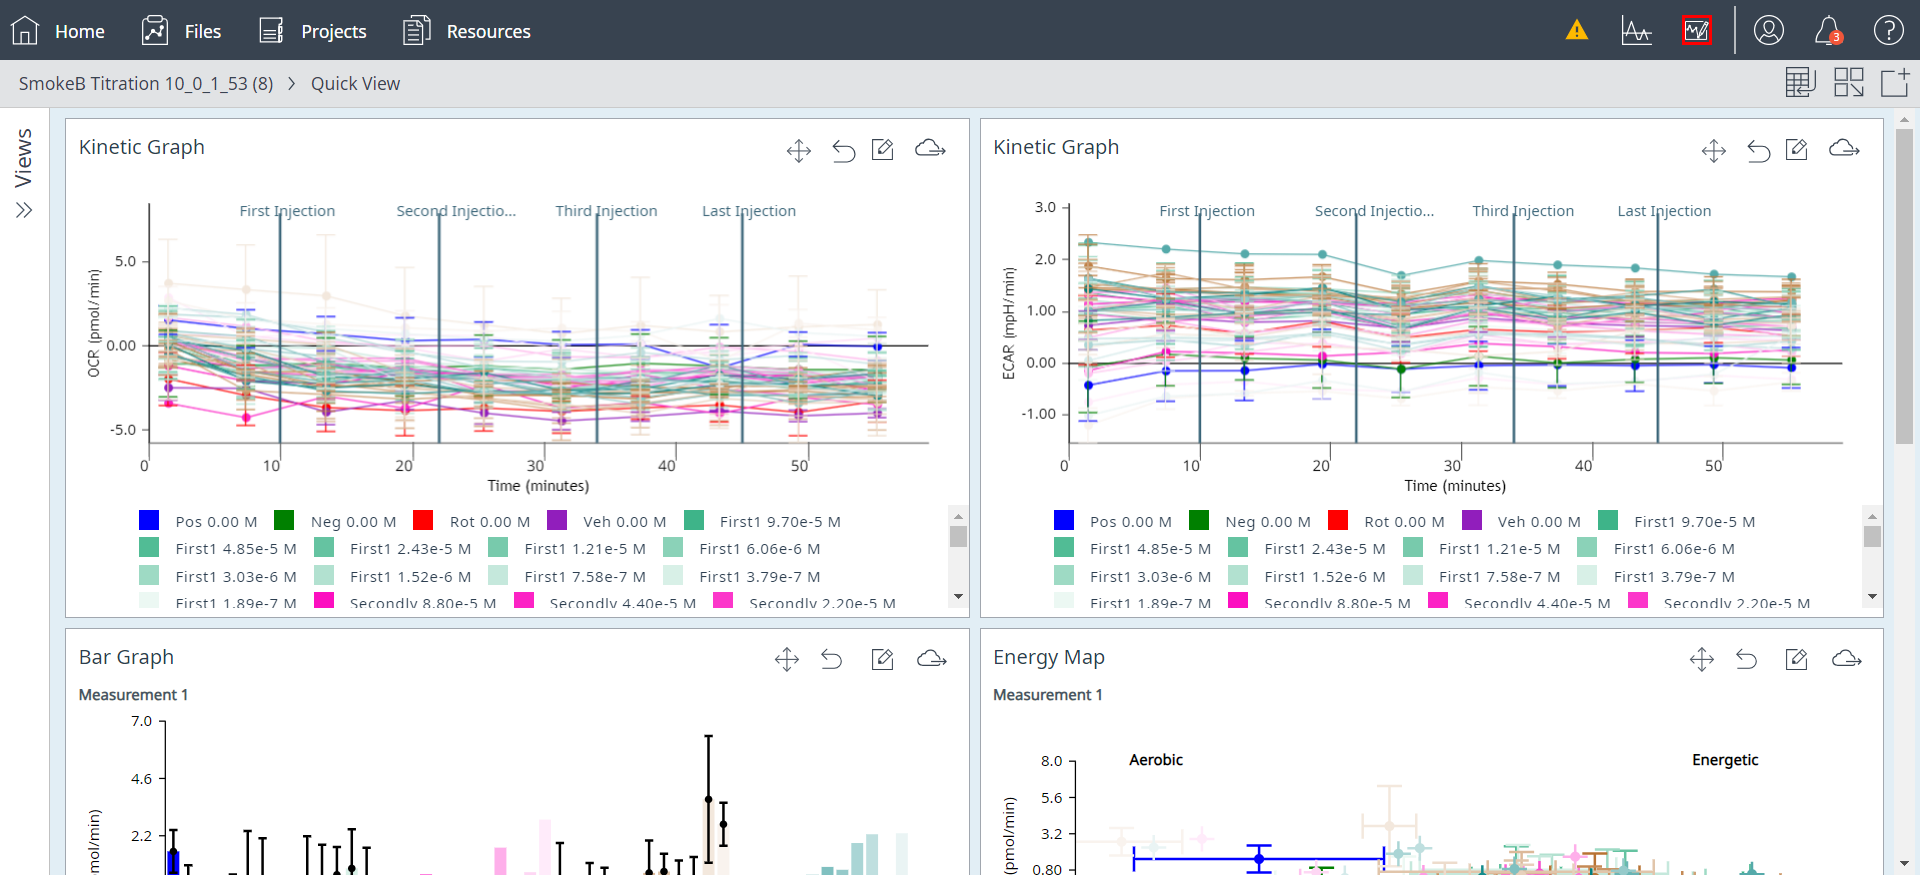 Home Files Projects Resources 3
SmokeB Titration 10_0_1_53 (8) > Quick View
Views
Kinetic Graph
First Injection Second Injectio... Third Injection Last Injection
5.0
0.00
-5.0
OCR (pmol/min)
0 10 20 30 40 50
Time (minutes)
Pos 0.00 M Neg 0.00 M Rot 0.00 M Veh 0.00 M First1 9.70e-5 M
First1 4.85e-5 M First1 2.43e-5 M First1 1.21e-5 M First1 6.06e-6 M
First1 3.03e-6 M First1 1.52e-6 M First1 7.58e-7 M First1 3.79e-7 M
First1 1.89e-7 M Secondly 8.80e-5 M Secondly 4.40e-5 M Secondly 2.20e-5 M
Kinetic Graph
3.0
First Injection Second Injectio... Third Injection Last Injection
2.0
1.00
0.00
-1.00
ECAR (mpH/min)
0 10 20 30 40 50
Time (minutes)
Pos 0.00 M Neg 0.00 M Rot 0.00 M Veh 0.00 M First1 9.70e-5 M
First1 4.85e-5 M First1 2.43e-5 M First1 1.21e-5 M First1 6.06e-6 M
First1 3.03e-6 M First1 1.52e-6 M First1 7.58e-7 M First1 3.79e-7 M
First1 1.89e-7 M Secondly 8.80e-5 M Secondly 4.40e-5 M Secondly 2.20e-5 M
Bar Graph
Measurement 1
7.0
4.6
2.2
mol/min)
Energy Map
Measurement 1
Aerobic Energetic
8.0
5.6
3.2
0.80
(pmol/min)